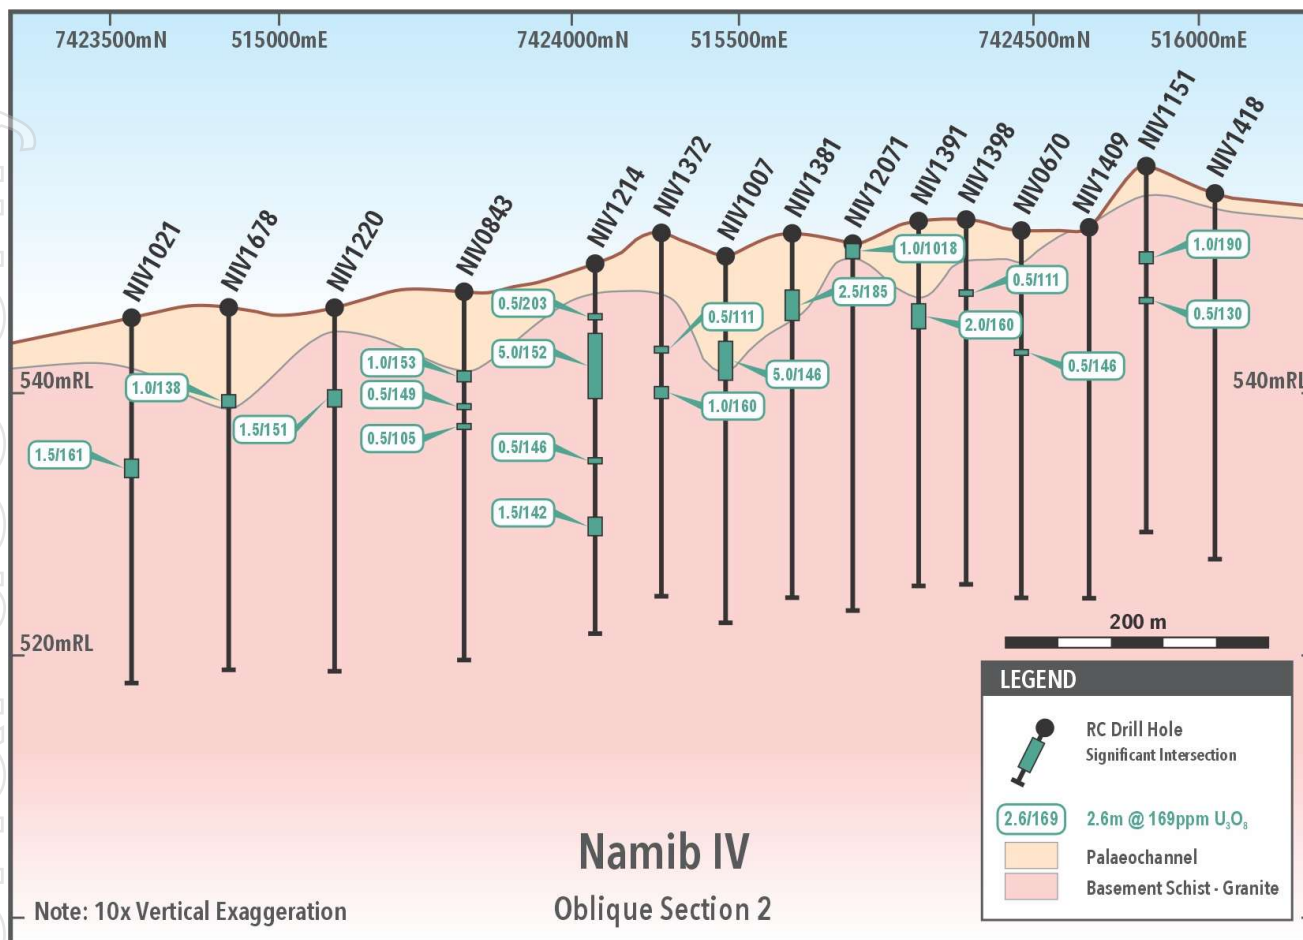 7423500mN 515000mE 7424000mN 515500mE 7424500mN 516000mE
NIV1021
NIV1678
NIV1220
NIV0843
NIV1214
NIV1372
NIV1007
NIV1381
NIV12071
NIV1391
NIV1398
NIV0670
NIV1409
NIV1151
NIV1418
1.0/190
1.0/1018
0.5/111
2.5/185
0.5/203
0.5/130
0.5/111
2.0/160
5.0/152
1.0/153
0.5/146
5.0/146
540mRL
540mRL
1.0/138
0.5/149
1.0/160
1.5/151
0.5/105
0.5/146
1.5/161
1.5/142
200 m
520mRL
LEGEND
RC Drill Hole
Significant Intersection
2.6/169 2.6m @ 169ppm U₃O₈
Palaeochannel
Basement Schist - Granite
Namib IV
Oblique Section 2
Note: 10x Vertical Exaggeration